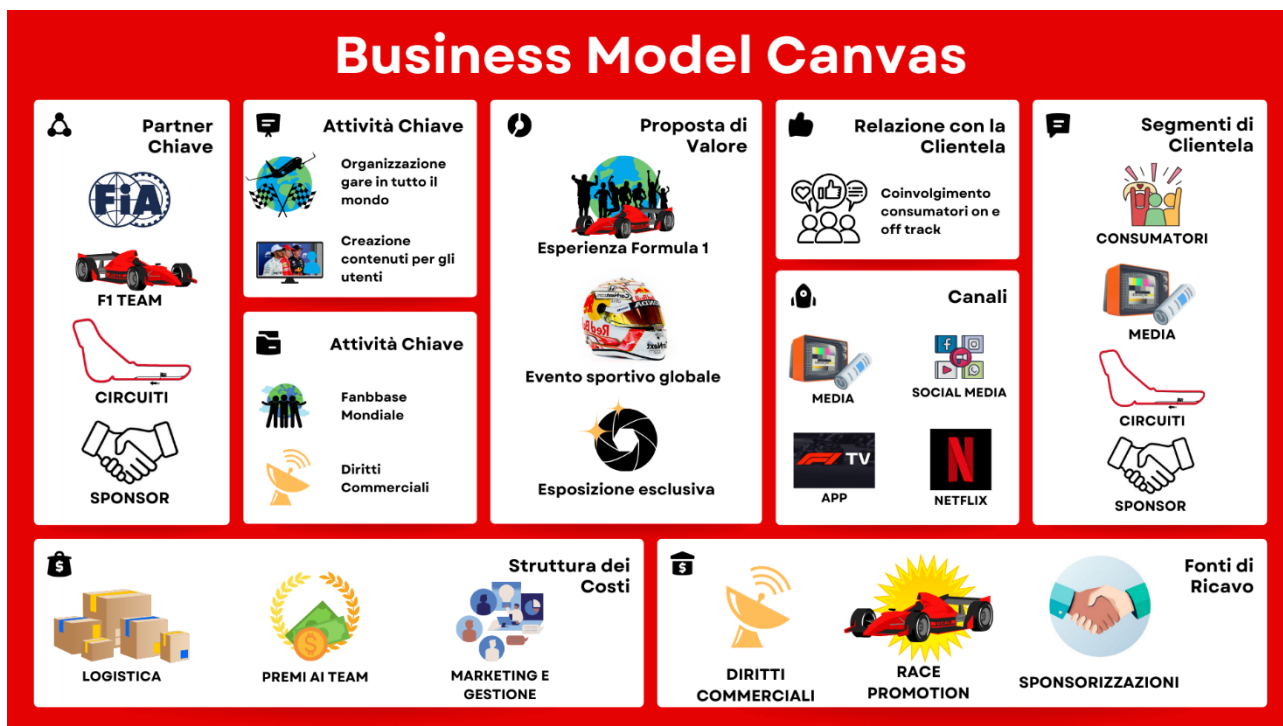 Business Model Canvas
Partner
Chiave
FiA
F1 TEAM
CIRCUITI
SPONSOR
Attività Chiave
Organizzazione
gare in tutto il
mondo
Creazione
contenuti per gli
utenti
Attività Chiave
Fanbbase
Mondiale
Diritti
Commerciali
Proposta di
Valore
Esperienza Formula 1
Red Bull
Evento sportivo globale
Esposizione esclusiva
Relazione con la
Clientela
Coinvolgimento
consumatori on e
off track
Canali
MEDIA
SOCIAL MEDIA
F1 TV
APP
N
NETFLIX
Segmenti di
Clientela
CONSUMATORI
MEDIA
CIRCUITI
SPONSOR
Struttura dei
Costi
LOGISTICA
PREMI AI TEAM
MARKETING E
GESTIONE
Fonti di
Ricavo
DIRITTI
COMMERCIALI
RACE
PROMOTION
SPONSORIZZAZIONI